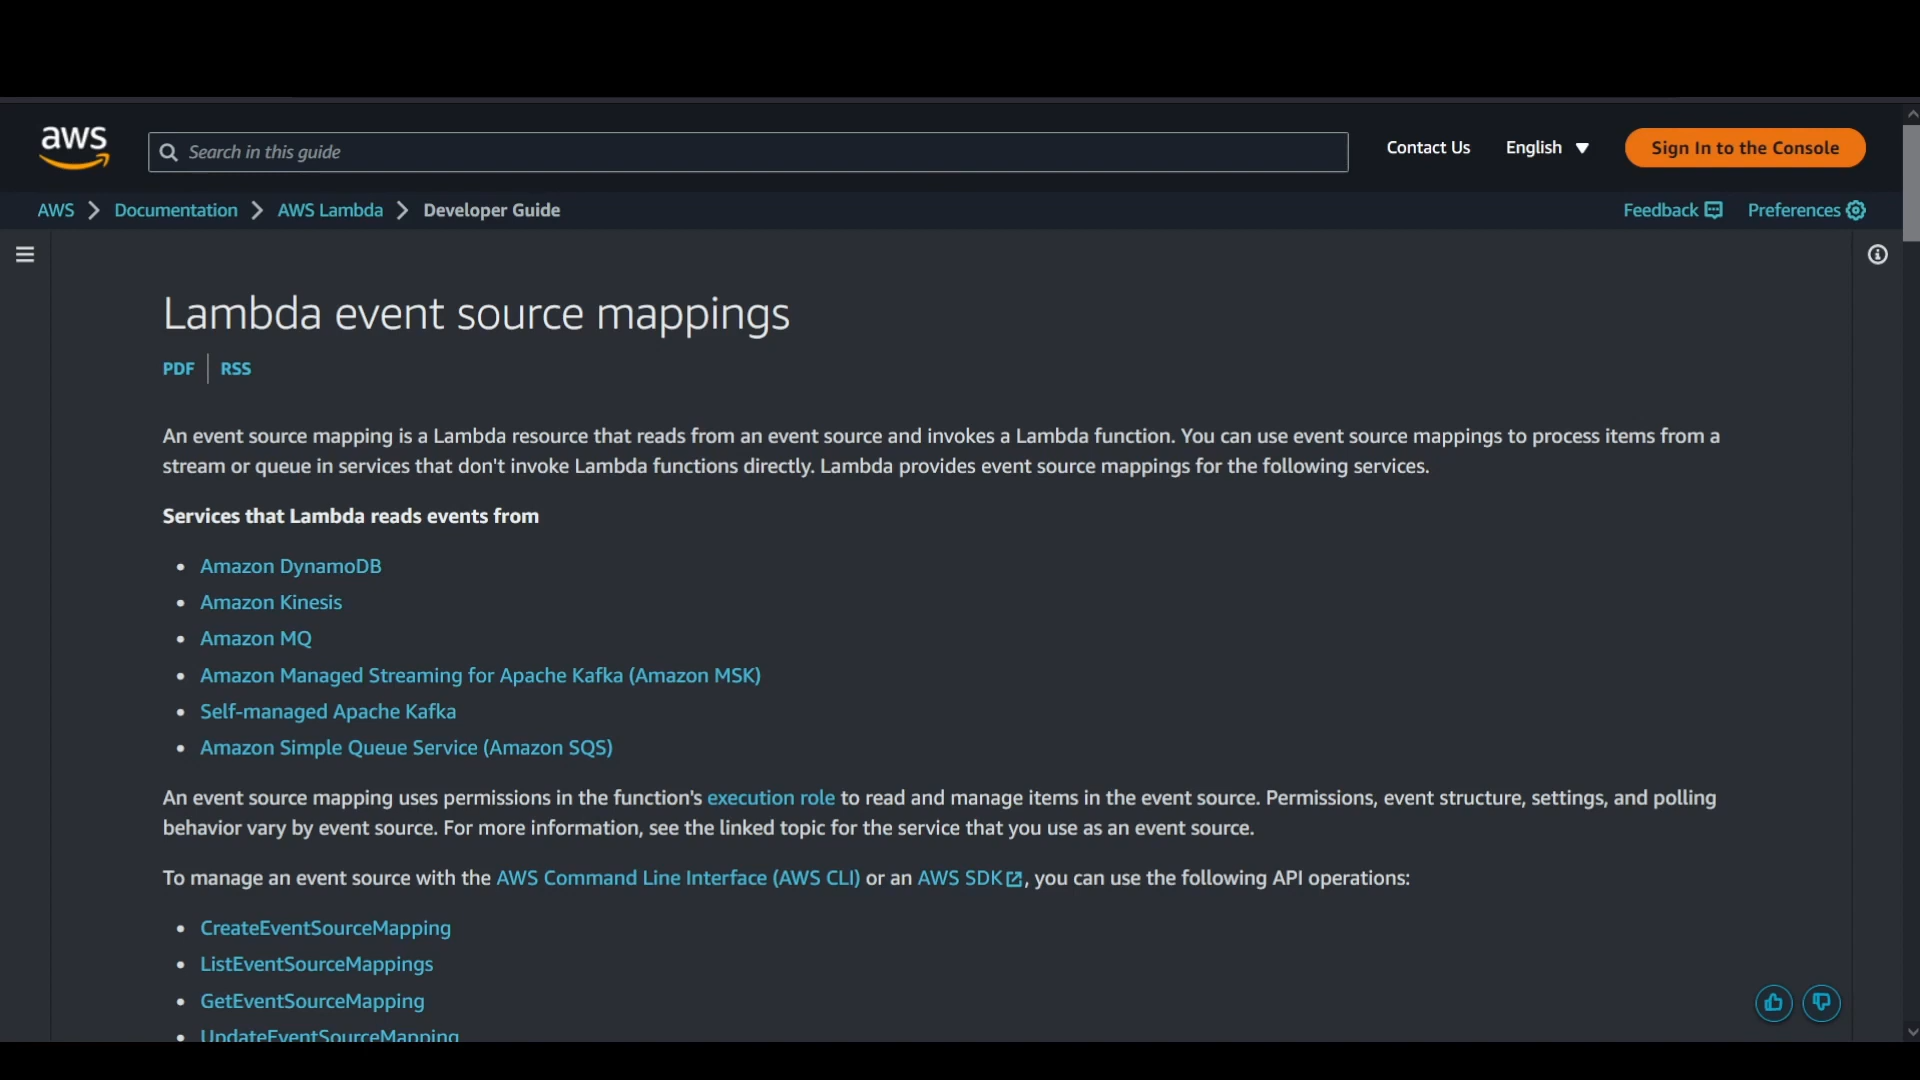 aws
Search in this guide
Contact Us
English
Sign In to the Console
AWS
Documentation
AWS Lambda
Developer Guide
Feedback
Preferences
Lambda event source mappings
PDF
RSS
An event source mapping is a Lambda resource that reads from an event source and invokes a Lambda function. You can use event source mappings to process items from a
stream or queue in services that don't invoke Lambda functions directly. Lambda provides event source mappings for the following services.
Services that Lambda reads events from
Amazon DynamoDB
Amazon Kinesis
Amazon MQ
Amazon Managed Streaming for Apache Kafka (Amazon MSK)
Self-managed Apache Kafka
Amazon Simple Queue Service (Amazon SQS)
An event source mapping uses permissions in the function's execution role to read and manage items in the event source. Permissions, event structure, settings, and polling
behavior vary by event source. For more information, see the linked topic for the service that you use as an event source.
To manage an event source with the AWS Command Line Interface (AWS CLI) or an AWS SDK, you can use the following API operations:
CreateEventSourceMapping
ListEventSourceMappings
GetEventSourceMapping
UpdateEventSourceMapping